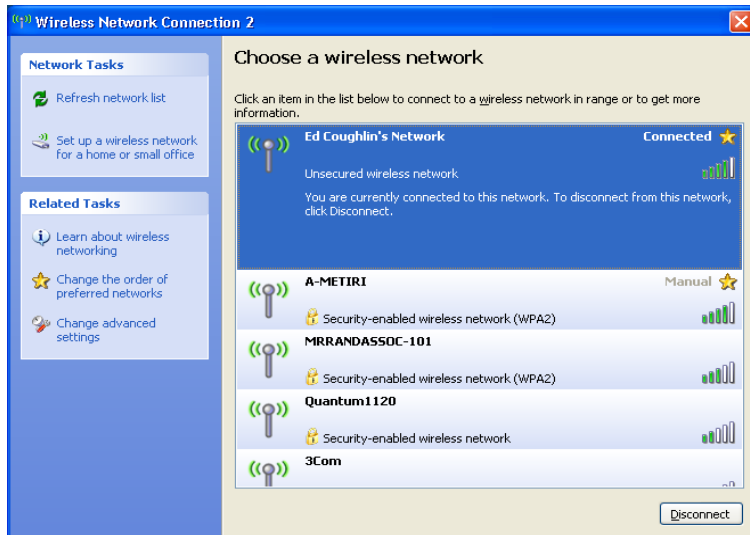 Wireless Network Connection 2
Network Tasks
Refresh network list
Set up a wireless network
for a home or small office
Related Tasks
Learn about wireless
networking
Change the order of
preferred networks
Change advanced
settings
Choose a wireless network
Click an item in the list below to connect to a wireless network in range or to get more
information.
Ed Coughlin's Network Connected
Unsecured wireless network
You are currently connected to this network. To disconnect from this network,
click Disconnect.
A-METIRI Manual
Security-enabled wireless network (WPA2)
MRRANDASSOC-101
Security-enabled wireless network (WPA2)
Quantum1120
Security-enabled wireless network
3Com
Disconnect